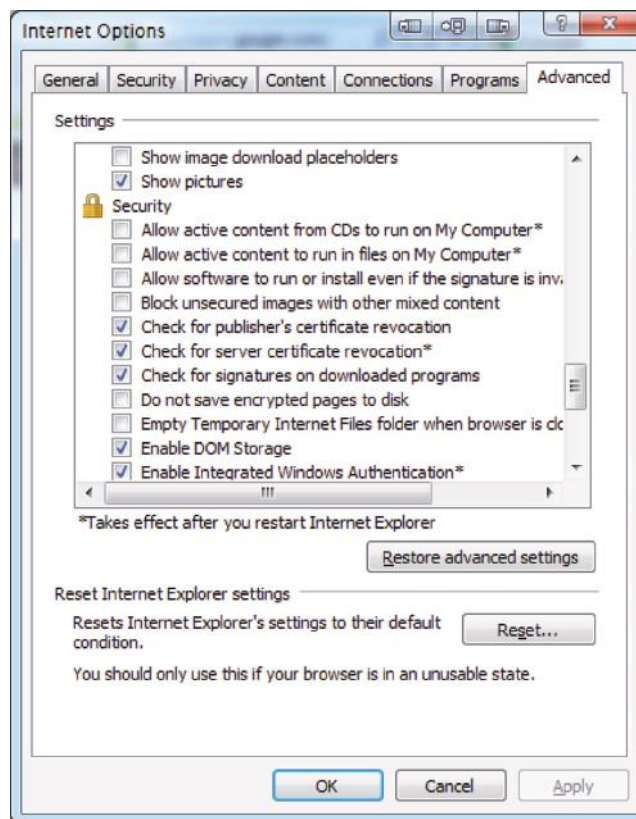 Internet Options
General Security Privacy Content Connections Programs Advanced
Settings
Show image download placeholders
Show pictures
Security
Allow active content from CDs to run on My Computer*
Allow active content to run in files on My Computer*
Allow software to run or install even if the signature is
Block unsecured images with other mixed content
Check for publisher's certificate revocation
Check for server certificate revocation*
Check for signatures on downloaded programs
Do not save encrypted pages to disk
Empty Temporary Internet Files folder when browser is
Enable DOM Storage
Enable Integrated Windows Authentication*
*Takes effect after you restart Internet Explorer
Restore advanced settings
Reset Internet Explorer settings
Resets Internet Explorer's settings to their default
condition.
Reset...
You should only use this if your browser is in an unusable state.
OK Cancel Apply